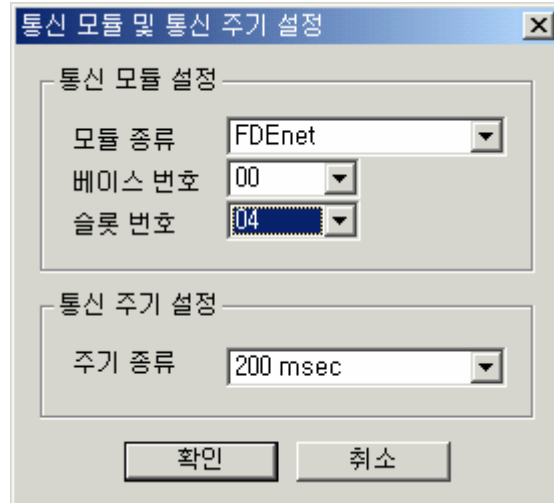 통신 모듈 및 통신 주기 설정
통신 모듈 설정
모듈 종류 FDEnet
베이스 번호 00
슬롯 번호 04
통신 주기 설정
주기 종류 200 msec
확인 취소